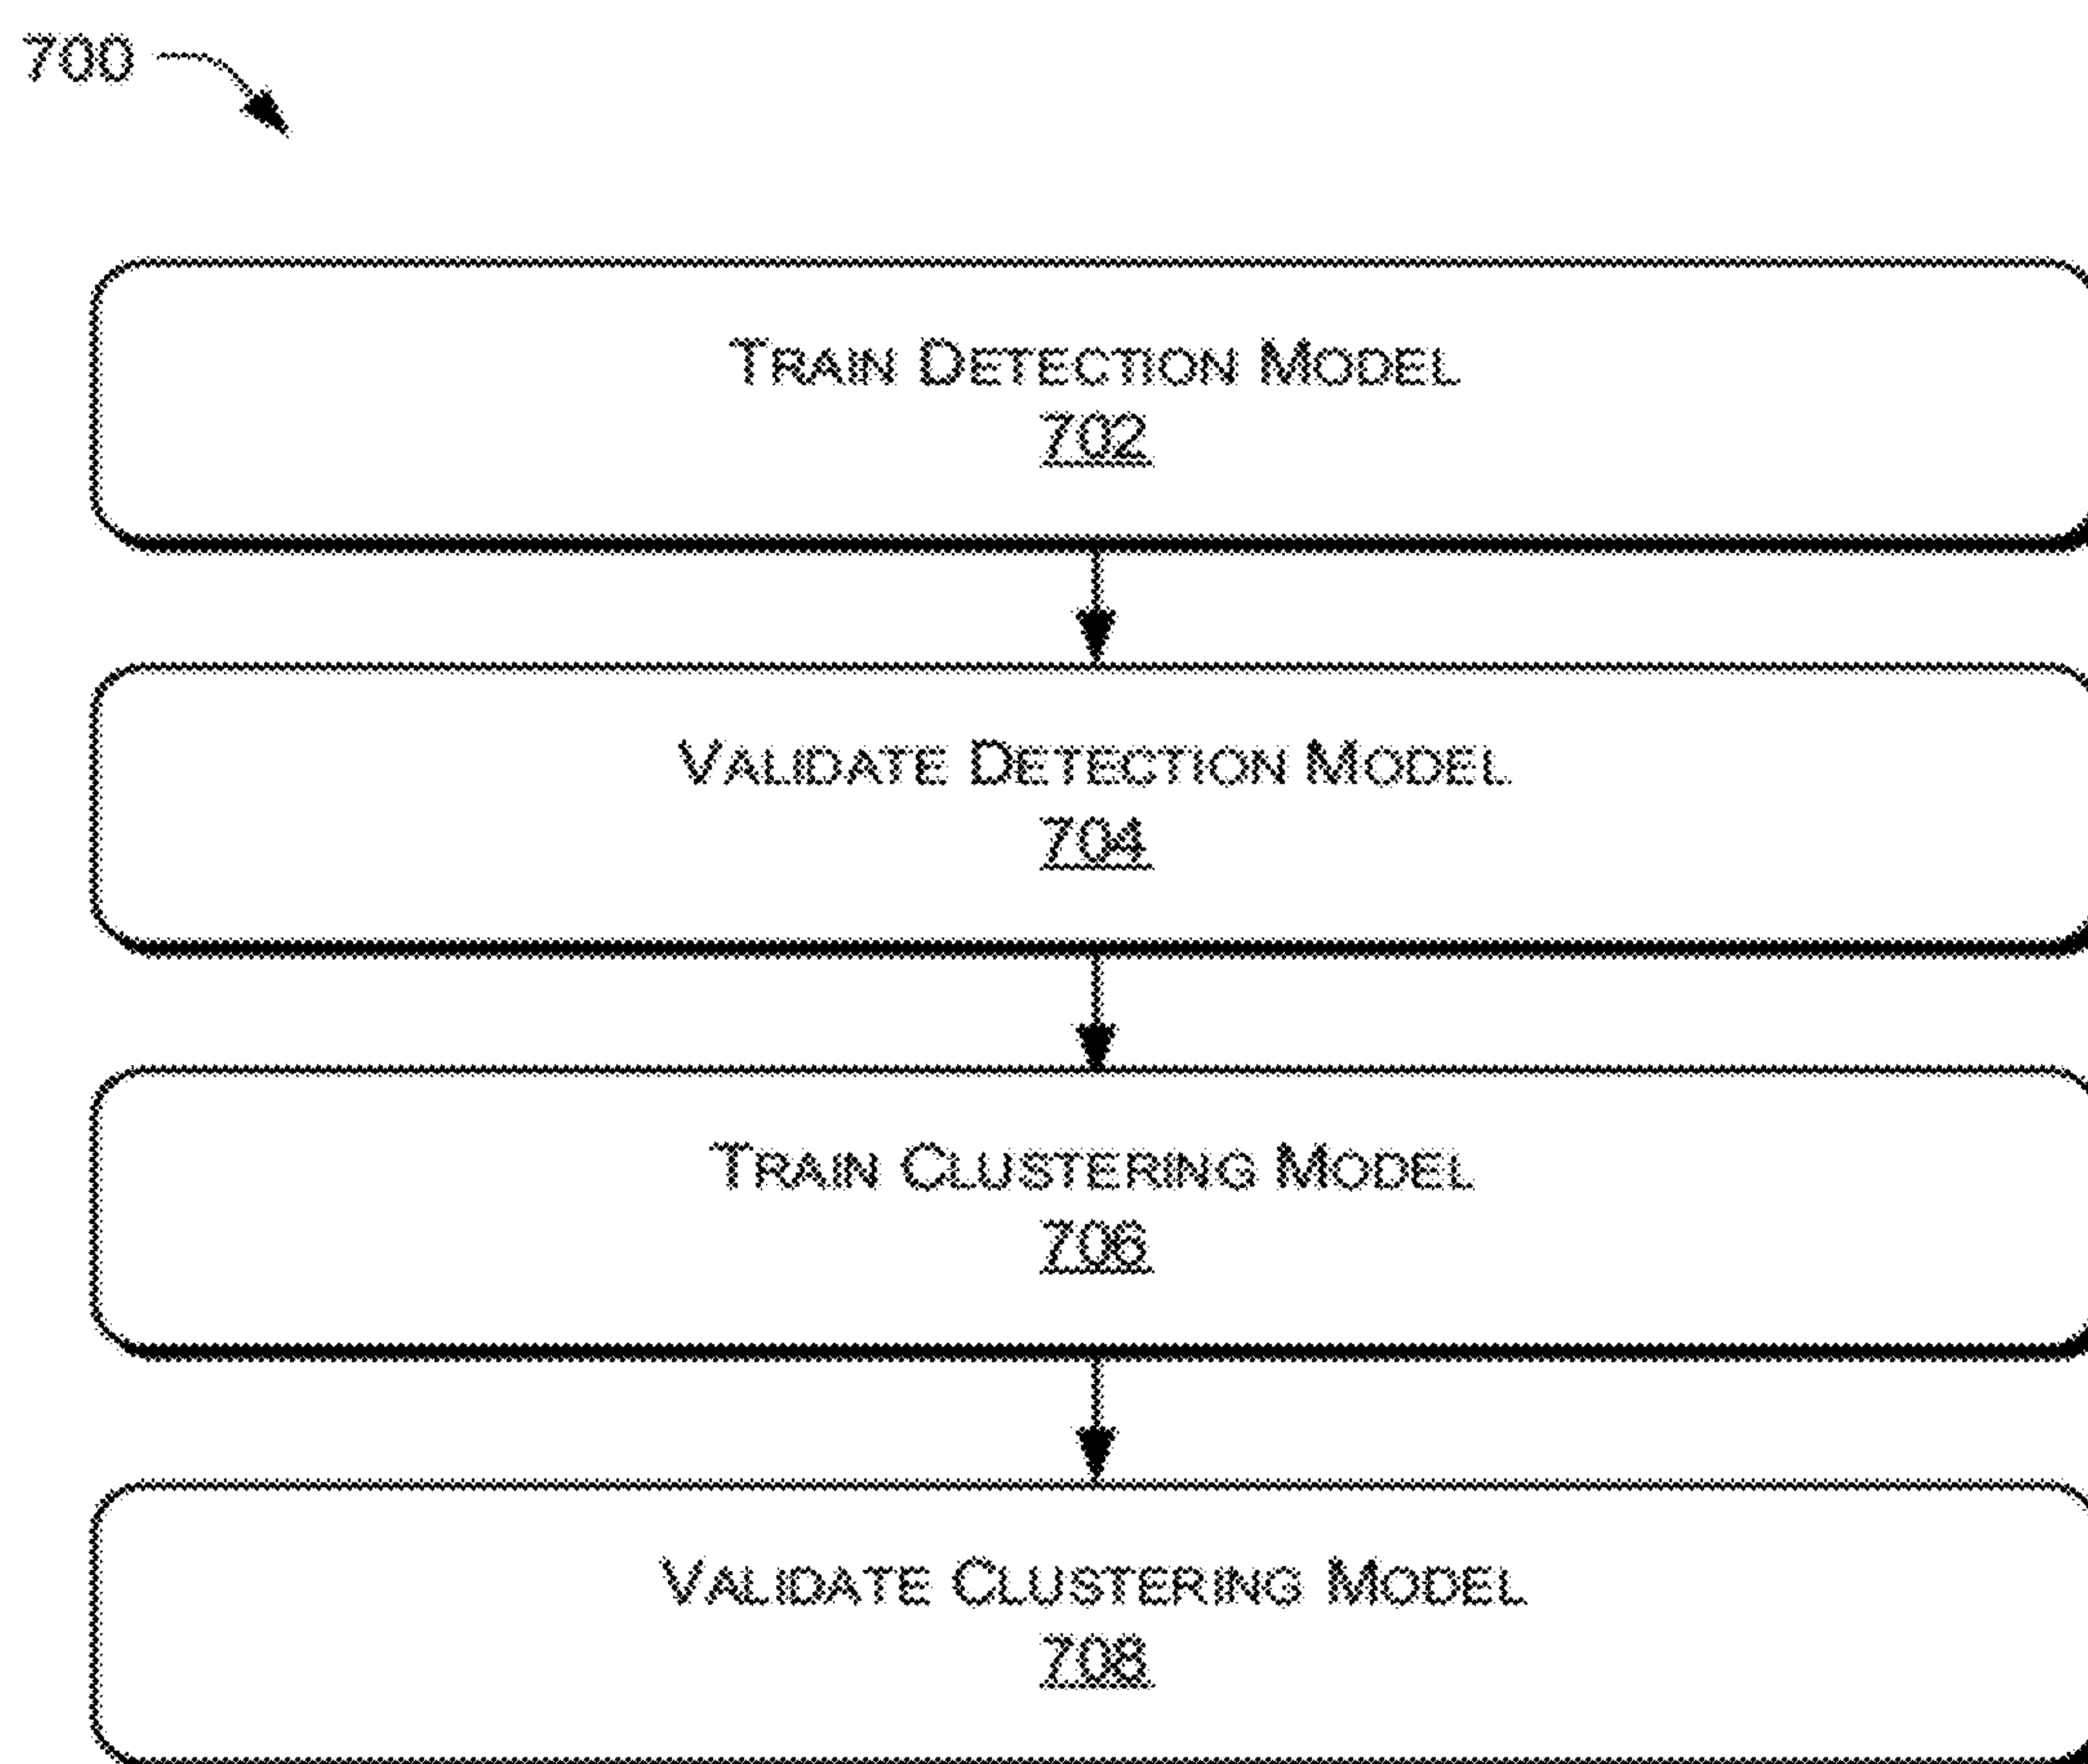 700
Train Detection Model
702
Validate Detection Model
704
Train Clustering Model
706
Validate Clustering Model
708